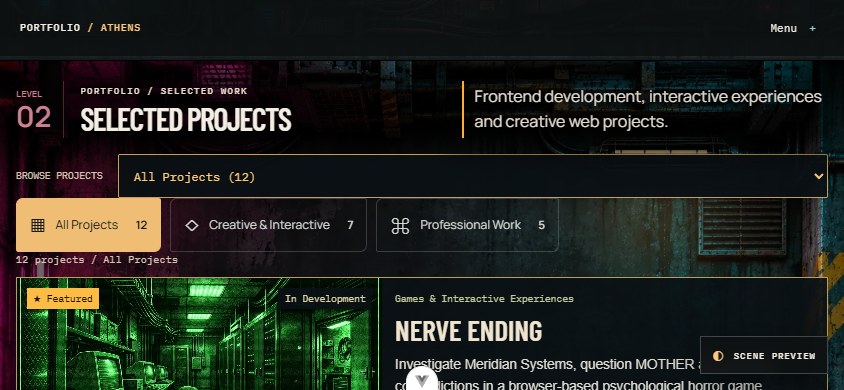 PORTFOLIO / ATHENS
Menu +
LEVEL
02
PORTFOLIO / SELECTED WORK
SELECTED PROJECTS
Frontend development, interactive experiences
and creative web projects.
BROWSE PROJECTS
All Projects (12)
All Projects 12
Creative & Interactive 7
Professional Work 5
12 projects / All Projects
★ Featured
In Development
Games & Interactive Experiences
NERVE ENDING
Investigate Meridian Systems, question MOTHER
in a browser-based psychological horror game.
SCENE PREVIEW